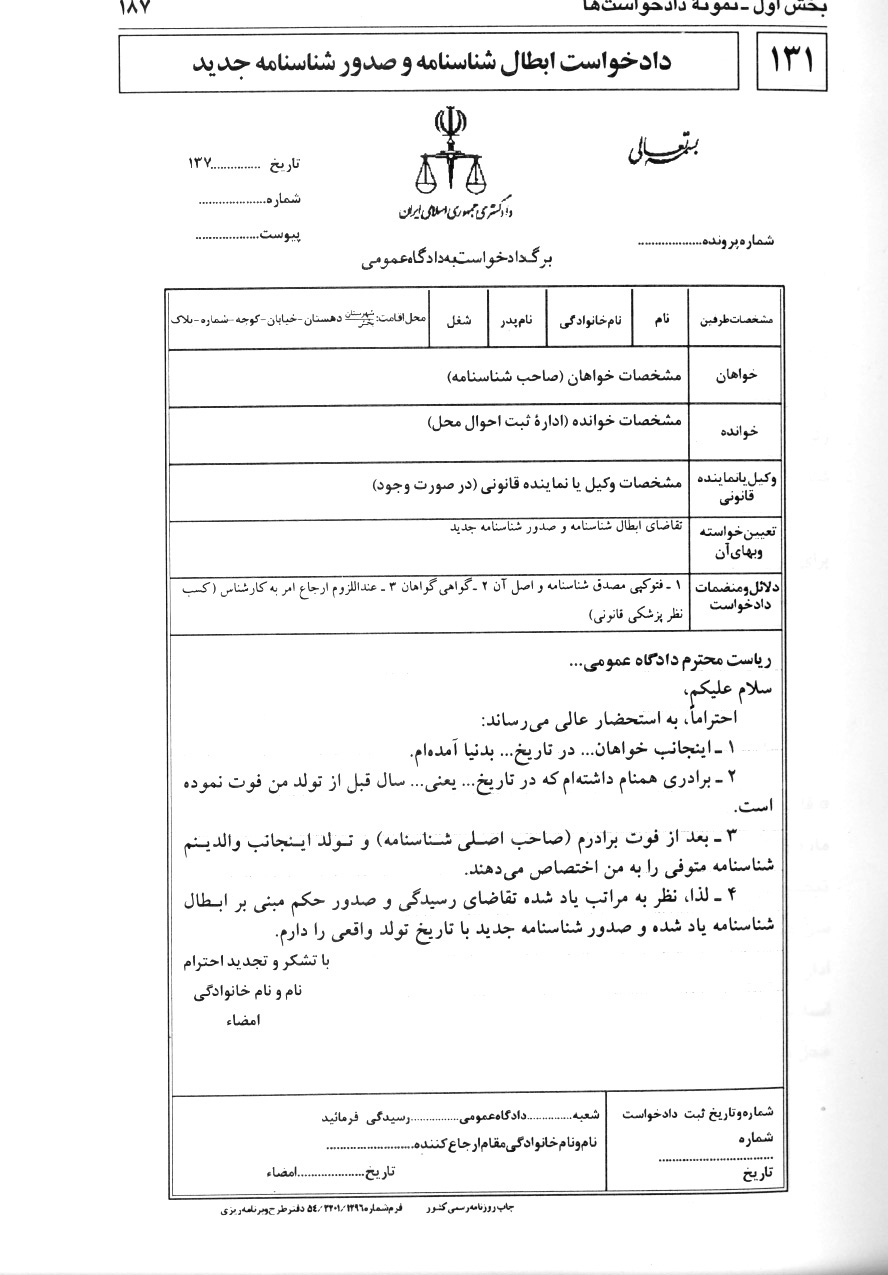 بخش اول ـ نمونه دادخواست‌ها
۱۸۷
۱۳۱
دادخواست ابطال شناسنامه و صدور شناسنامه جدید
بسمه تعالی
دادگستری جمهوری اسلامی ایران
تاریخ ..............۱۳۷
شماره....................
پیوست...................
شماره پرونده...................
برگ دادخواست به دادگاه عمومی
مشخصات طرفین
نام
نام خانوادگی
نام پدر
شغل
محل اقامت: شهرستان بخش دهستان-خیابان-کوچه-شماره-پلاک
خواهان
مشخصات خواهان (صاحب شناسنامه)
خوانده
مشخصات خوانده (ادارهٔ ثبت احوال محل)
وکیل یا نماینده
قانونی
مشخصات وکیل یا نماینده قانونی (در صورت وجود)
تعیین خواسته
و بهای آن
تقاضای ابطال شناسنامه و صدور شناسنامه جدید
دلائل و منضمات
دادخواست
۱ ـ فتوکپی مصدق شناسنامه و اصل آن ۲ ـ گواهی گواهان ۳ ـ عنداللزوم ارجاع امر به کارشناس (کسب
نظر پزشکی قانونی)
ریاست محترم دادگاه عمومی...
سلام علیکم،
احتراماً، به استحضار عالی می‌رساند:
۱ ـ اینجانب خواهان... در تاریخ... بدنیا آمده‌ام.
۲ ـ برادری همنام داشته‌ام که در تاریخ... یعنی... سال قبل از تولد من فوت نموده
است.
۳ ـ بعد از فوت برادرم (صاحب اصلی شناسنامه) و تولد اینجانب والدینم
شناسنامه متوفی را به من اختصاص می‌دهند.
۴ ـ لذا، نظر به مراتب یاد شده تقاضای رسیدگی و صدور حکم مبنی بر ابطال
شناسنامه یاد شده و صدور شناسنامه جدید با تاریخ تولد واقعی را دارم.
با تشکر و تجدید احترام
نام و نام خانوادگی
امضاء
شماره و تاریخ ثبت دادخواست
شماره
................................
تاریخ
شعبه..............دادگاه عمومی...............رسیدگی فرمائید
نام و نام خانوادگی مقام ارجاع کننده..........................
تاریخ....................امضاء
چاپ روزنامه رسمی کشور
فرم شماره ۵۴/۳۲۰۱/۱۳۹۶ دفتر طرح و برنامه ریزی